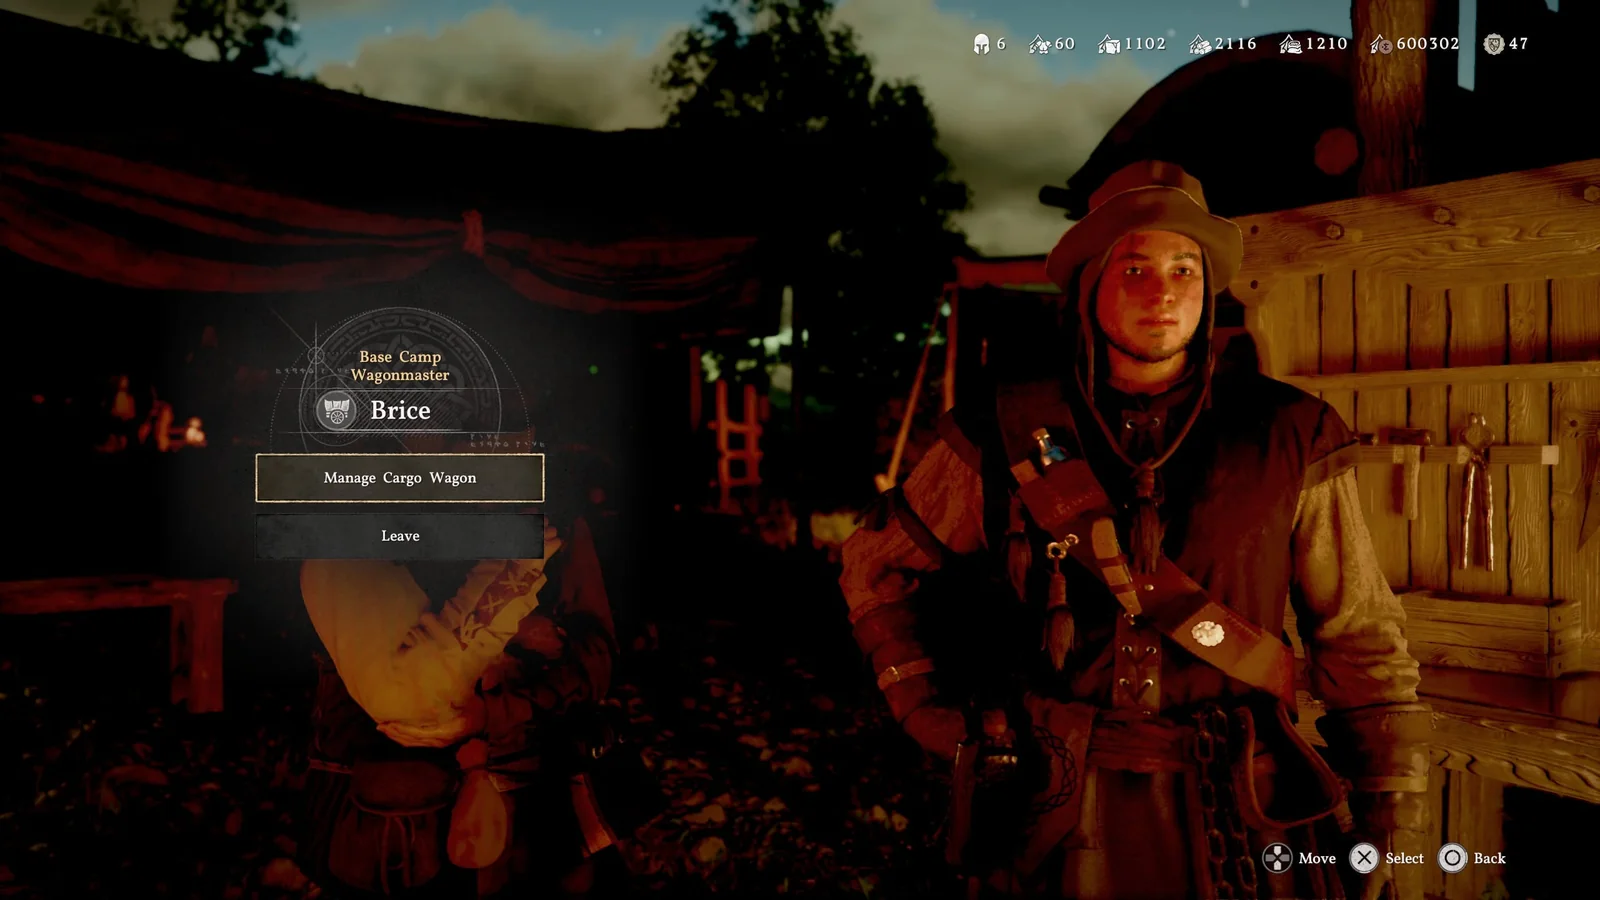 6 60 1102 2116 1210 600302 47
Base Camp
Wagonmaster
Brice
Manage Cargo Wagon
Leave
Move Select Back